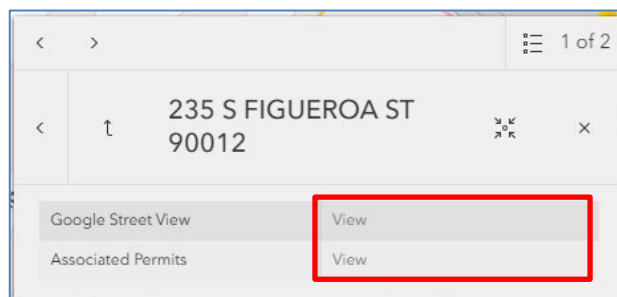 1 of 2
235 S FIGUEROA ST
90012
Google Street View View
Associated Permits View